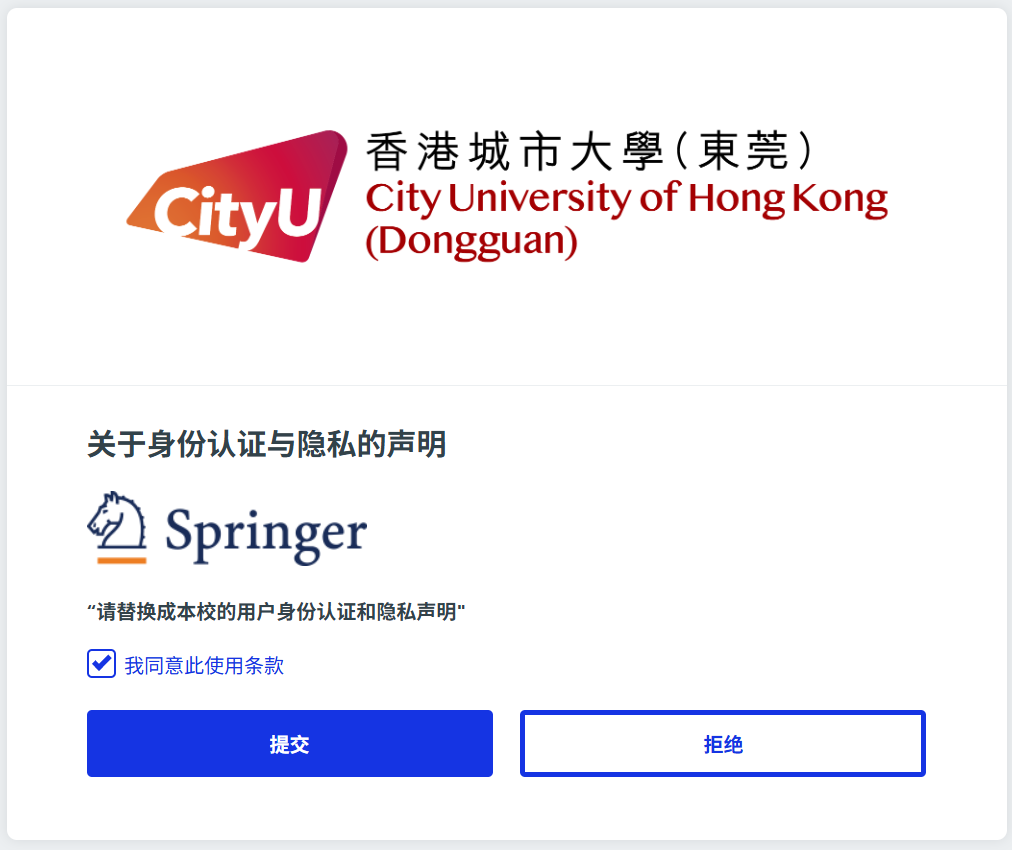 CityU
香港城市大學(東莞)
City University of Hong Kong
(Dongguan)
关于身份认证与隐私的声明
Springer
“请替换成本校的用户身份认证和隐私声明"
我同意此使用条款
提交
拒绝